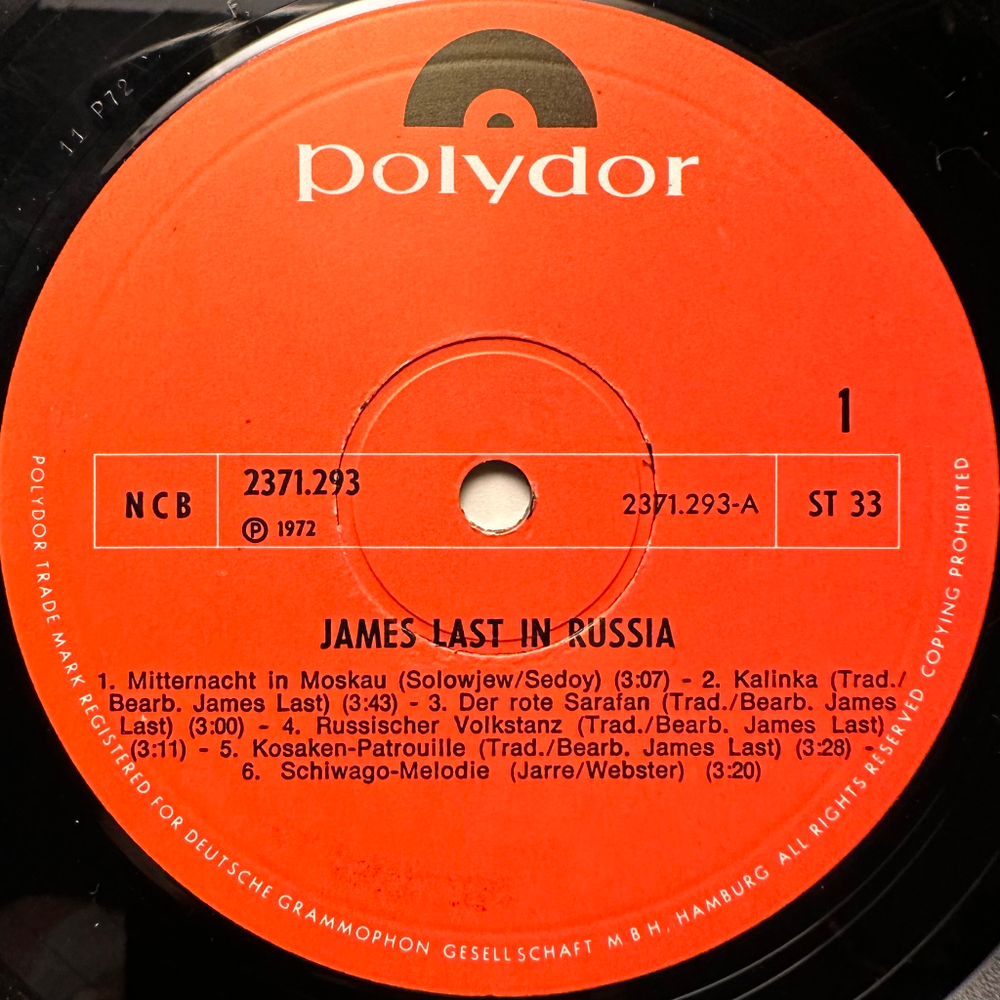 11 P72
polydor
1
NCB
2371.293
℗ 1972
2371.293-A
ST 33
JAMES LAST IN RUSSIA
1. Mitternacht in Moskau (Solowjew/Sedoy) (3:07) - 2. Kalinka (Trad./
Bearb. James Last) (3:43) - 3. Der rote Sarafan (Trad./Bearb. James
Last) (3:00) - 4. Russischer Volkstanz (Trad./Bearb. James Last)
(3:11) - 5. Kosaken-Patrouille (Trad./Bearb. James Last) (3:28) -
6. Schiwago-Melodie (Jarre/Webster) (3:20)
POLYDOR TRADE MARK REGISTERED FOR DEUTSCHE GRAMMOPHON GESELLSCHAFT M B H, HAMBURG ALL RIGHTS RESERVED COPYING PROHIBITED